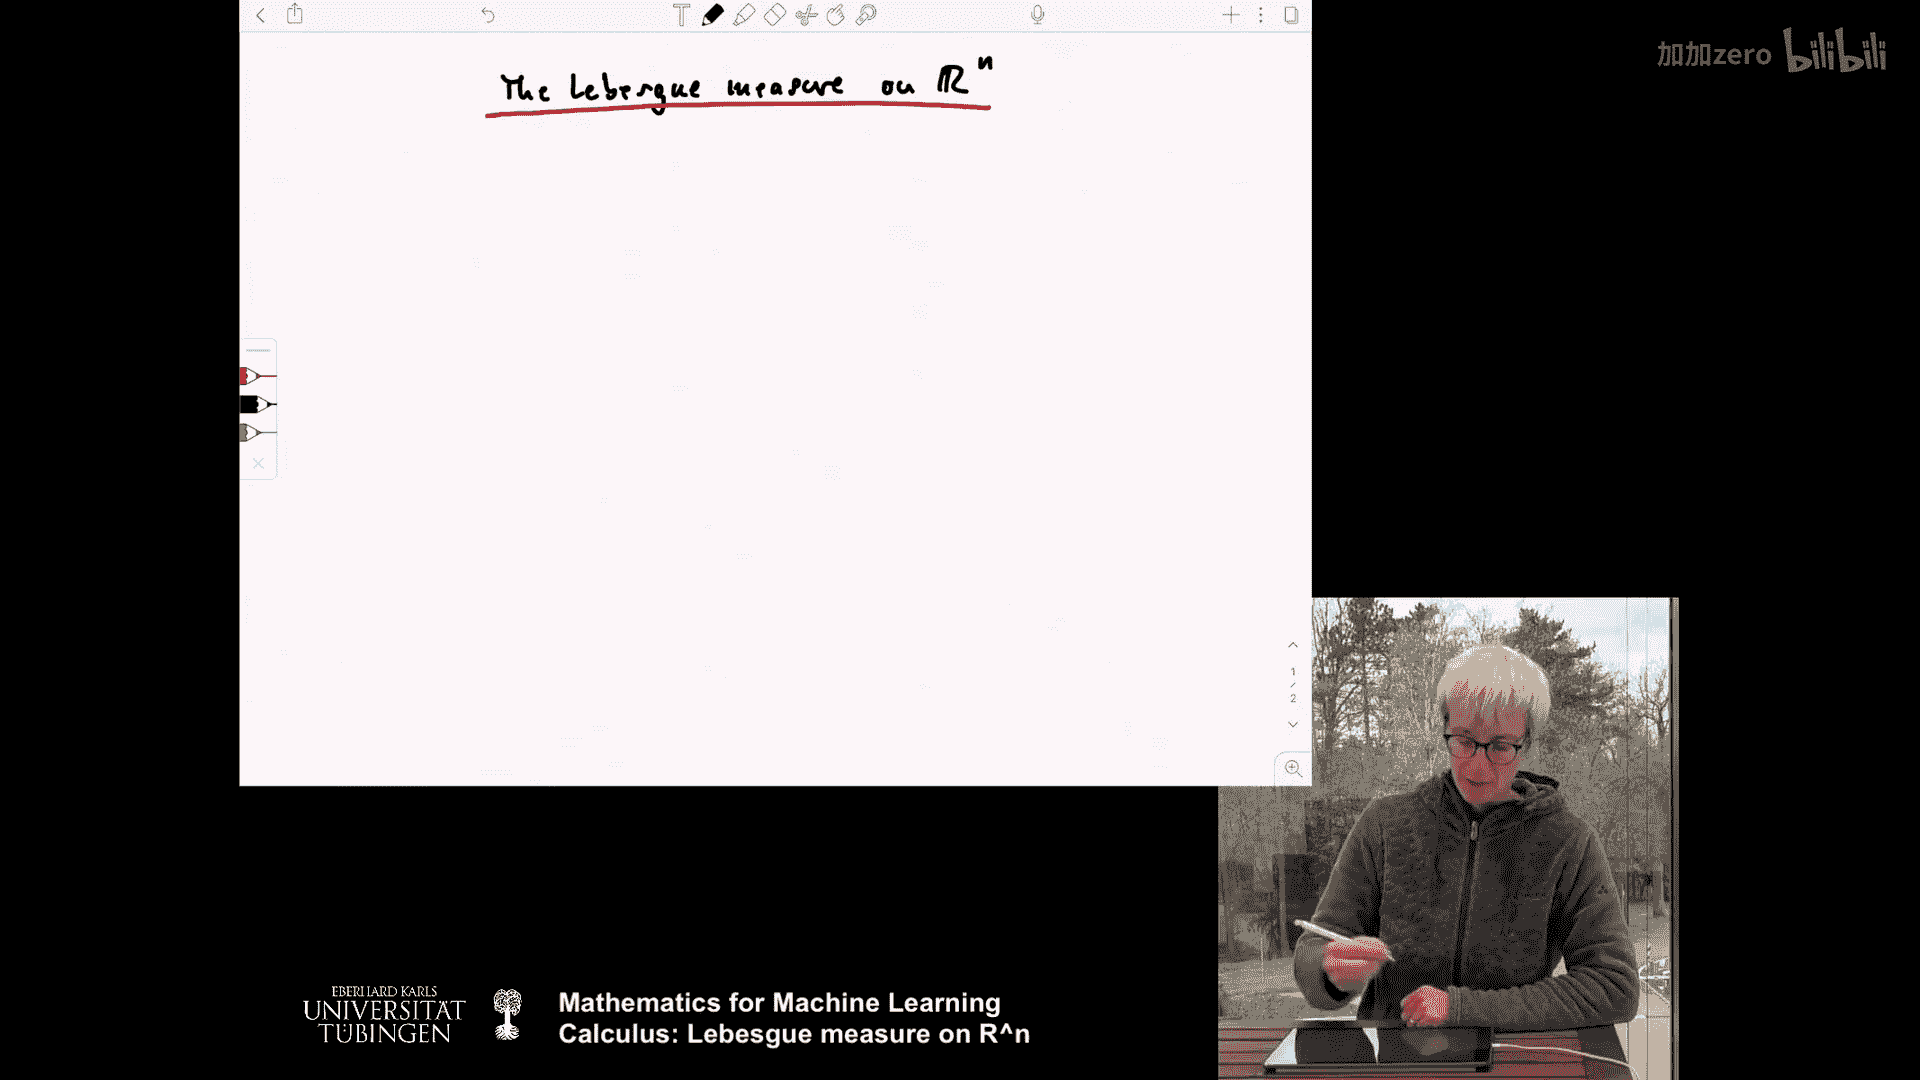 加加zero bilibili
The Lebesgue measure on ℝⁿ
1
2
EBERHARD KARLS
UNIVERSITÄT
TÜBINGEN
Mathematics for Machine Learning
Calculus: Lebesgue measure on R^n